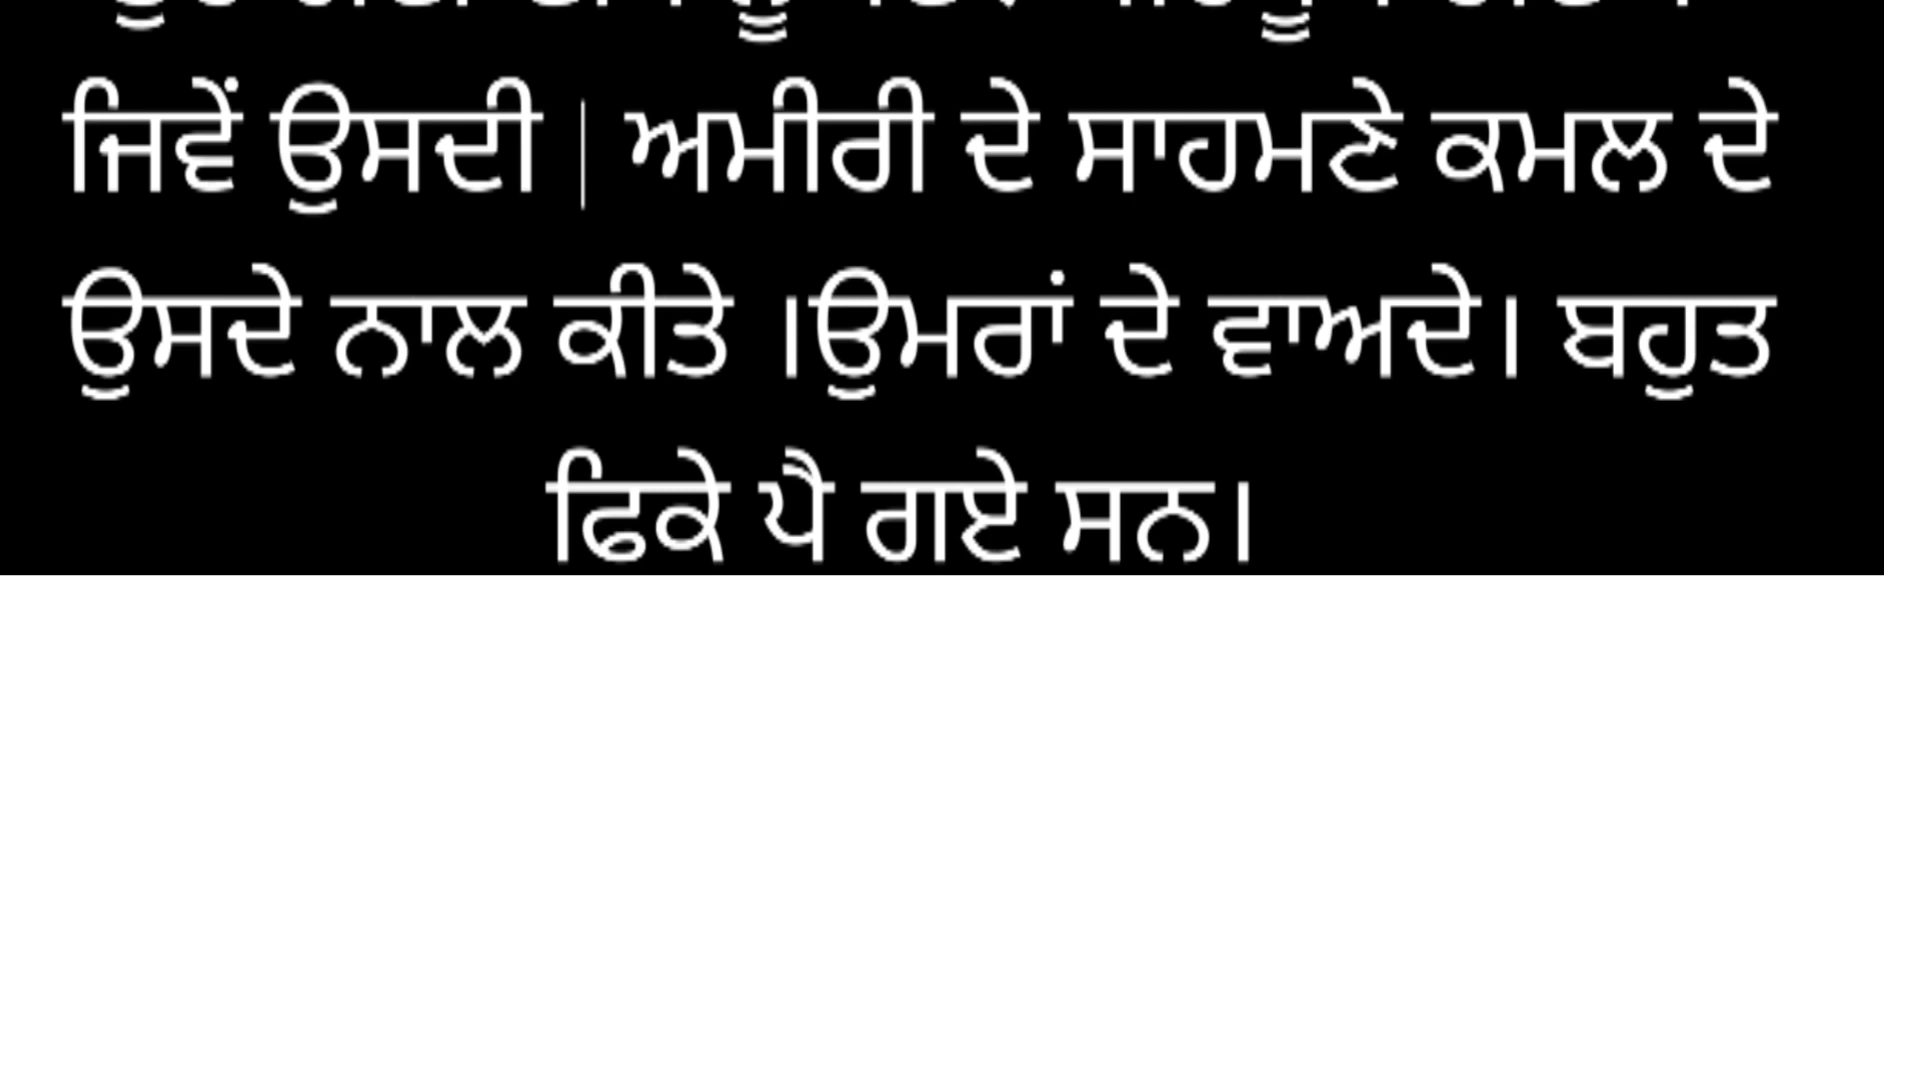 ਜਿਵੇਂ ਉਸਦੀ | ਅਮੀਰੀ ਦੇ ਸਾਹਮਣੇ ਕਮਲ ਦੇ
ਉਸਦੇ ਨਾਲ ਕੀਤੇ ।ਉਮਰਾਂ ਦੇ ਵਾਅਦੇ। ਬਹੁਤ
ਫਿਕੇ ਪੈ ਗਏ ਸਨ।